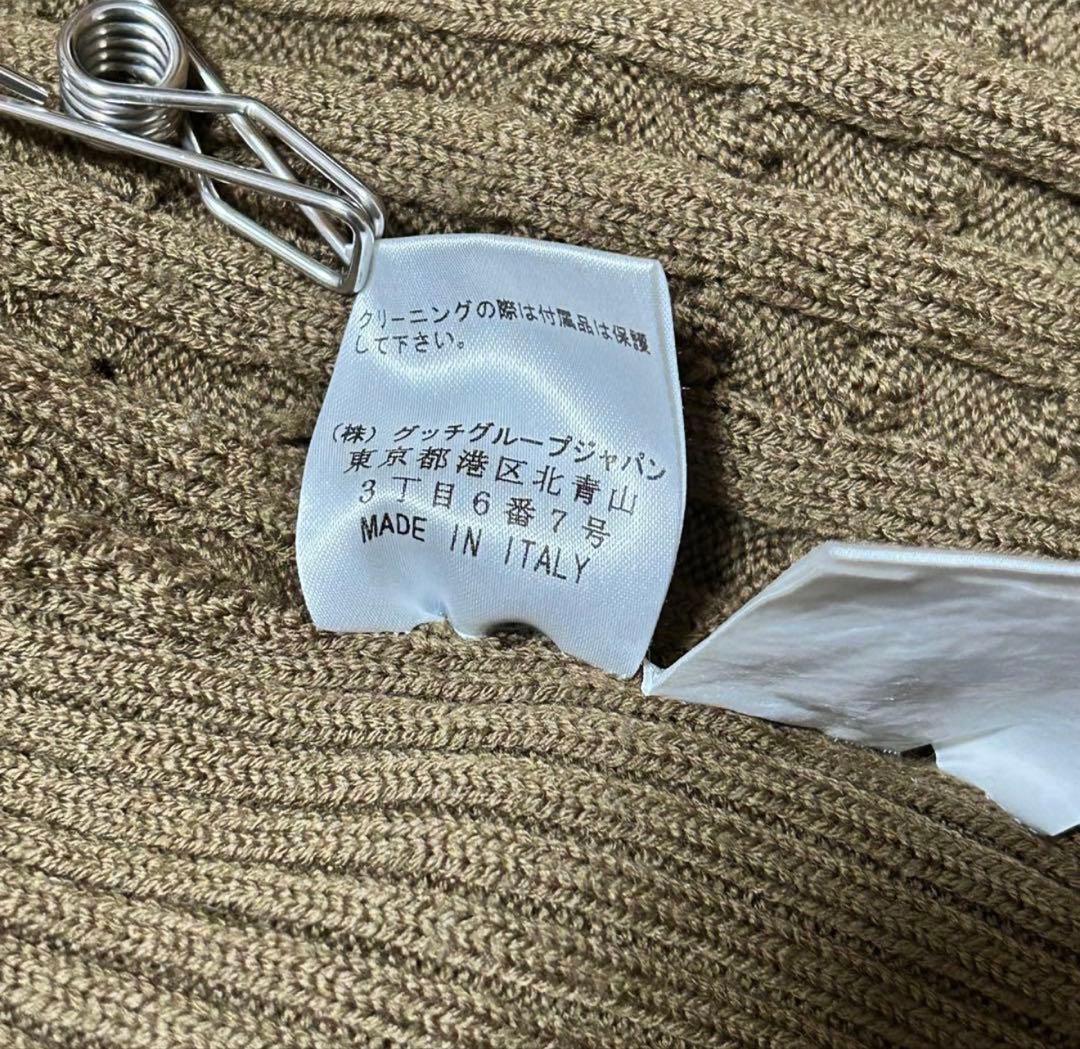 クリーニングの際は付属品は保護
して下さい。
(株) グッチグループジャパン
東京都港区北青山
3丁目6番7号
MADE IN ITALY